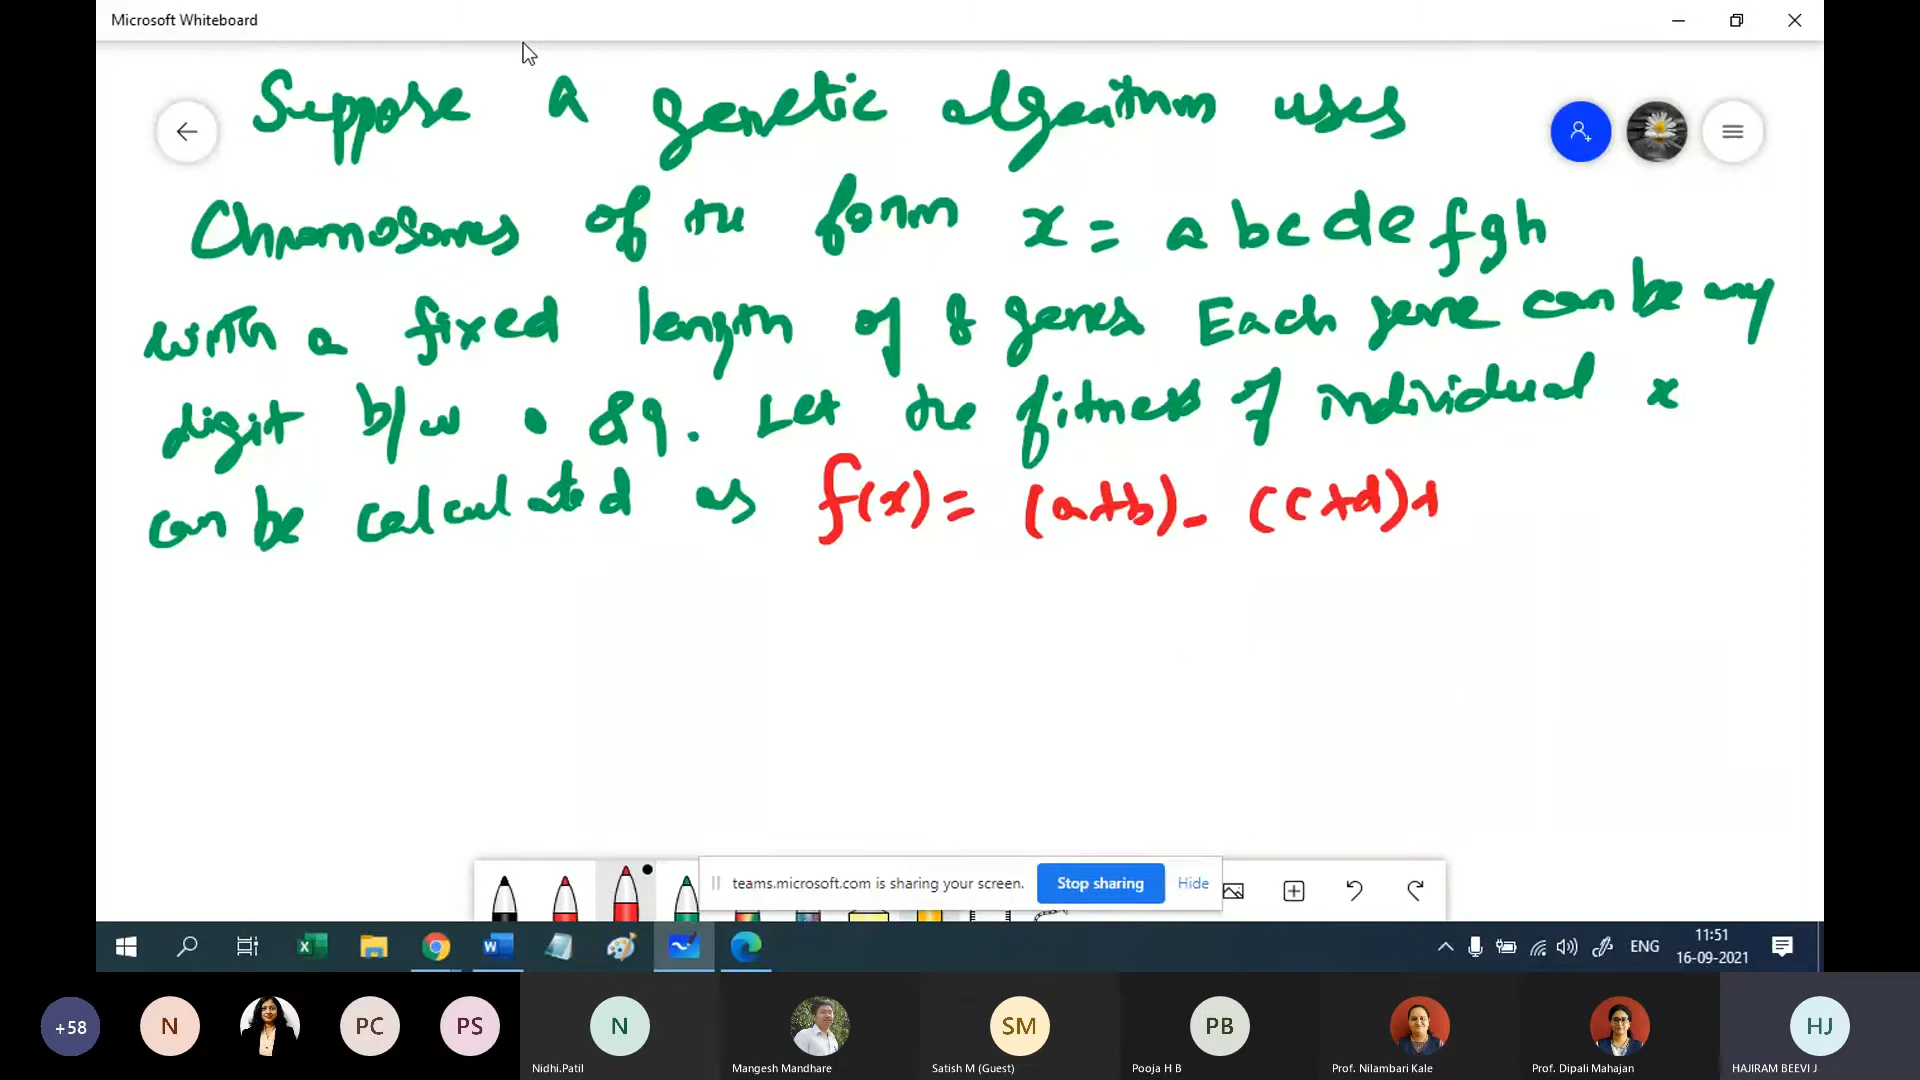 Microsoft Whiteboard
Suppose a genetic algorithm uses
Chromosomes of the form x = a b c d e f g h
with a fixed length of 8 genes Each gene can be any
digit b/w 0 & 9. Let the fitness of individual x
can be calculated as f(x) = (a+b) - (c+d)+
teams.microsoft.com is sharing your screen. Stop sharing Hide
ENG
11:51
16-09-2021
+58 N PC PS N SM PB HJ
Nidhi.Patil Mangesh Mandhare Satish M (Guest) Pooja H B Prof. Nilambari Kale Prof. Dipali Mahajan HAJIRAM BEEVI J